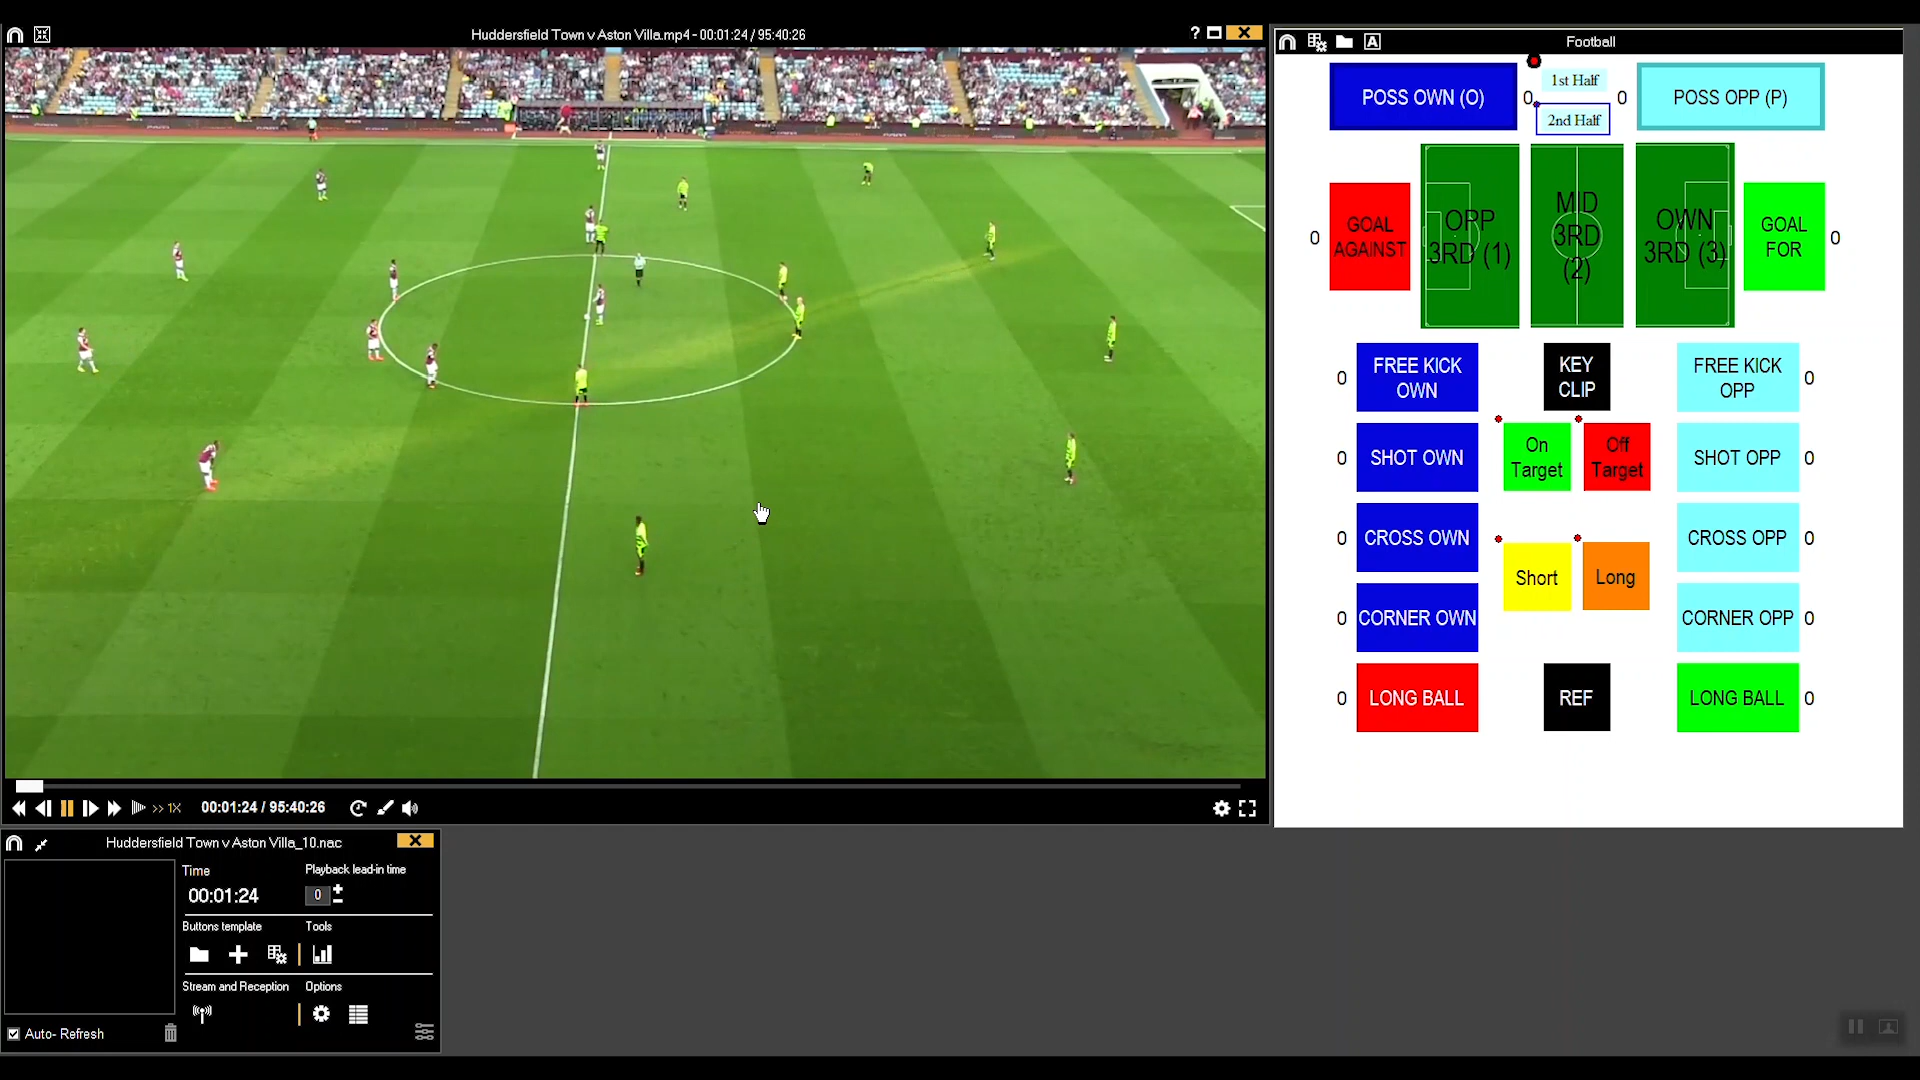 Huddersfield Town v Aston Villa.mp4 - 00:01:24 / 95:40:26
?
Football
A
POSS OWN (O)
0
1st Half
2nd Half
0
POSS OPP (P)
0
GOAL
AGAINST
OPP
3RD (1)
MID
3RD
(2)
OWN
3RD (3)
GOAL
FOR
0
0
FREE KICK
OWN
KEY
CLIP
FREE KICK
OPP
0
0
SHOT OWN
On
Target
Off
Target
SHOT OPP
0
0
CROSS OWN
CROSS OPP
0
Short
Long
0
CORNER OWN
CORNER OPP
0
0
LONG BALL
REF
LONG BALL
0
>> 1X
00:01:24 / 95:40:26
Huddersfield Town v Aston Villa_10.nac
Time
Playback lead-in time
00:01:24
0
Buttons template
Tools
Stream and Reception
Options
Auto- Refresh